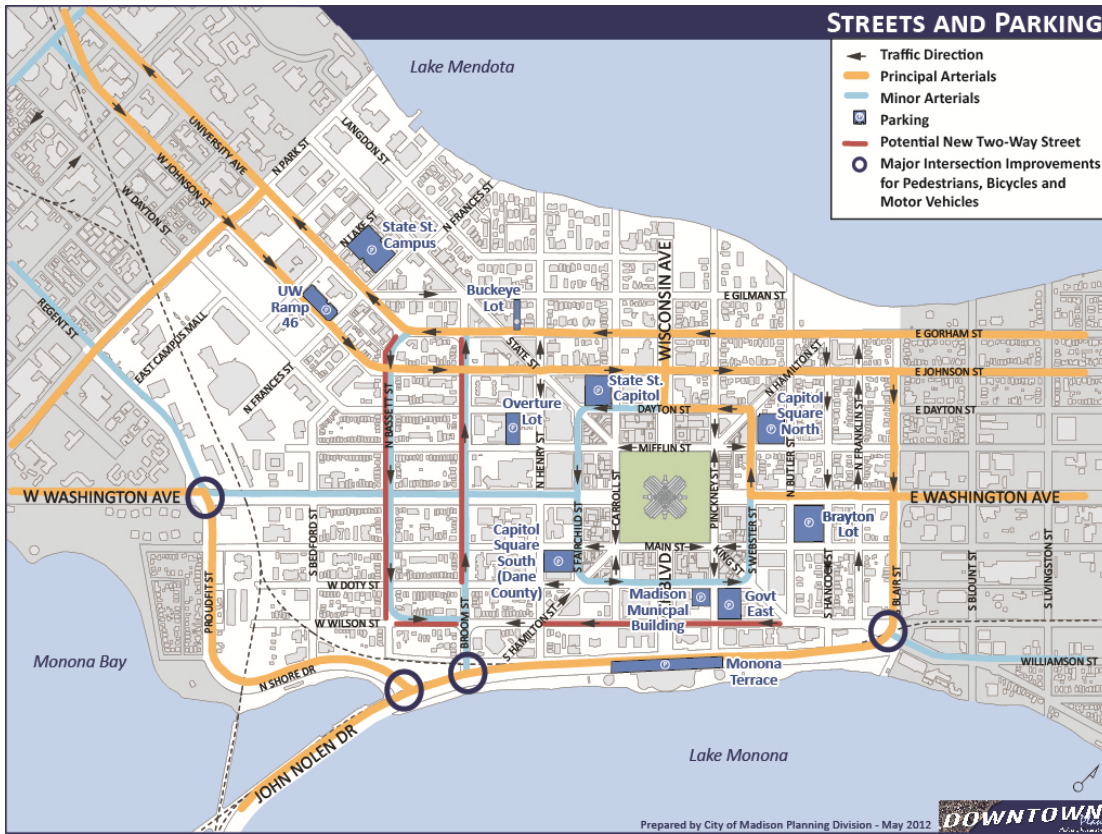 STREETS AND PARKING
Traffic Direction
Principal Arterials
Minor Arterials
Parking
Potential New Two-Way Street
Major Intersection Improvements
for Pedestrians, Bicycles and
Motor Vehicles
Lake Mendota
UNIVERSITY AVE
W JOHNSON ST
W DAYTON ST
N PARK ST
LANGDON ST
N FRANCES ST
N LAKE ST
State St.
Campus
UW
Ramp
46
Buckeye
Lot
WISCONSIN AVE
E GILMAN ST
REGENT ST
EAST CAMPUS MALL
N FRANCES ST
STATE ST
E GORHAM ST
N HAMILTON ST
E JOHNSON ST
N BASSETT ST
State St.
Capitol
Overture
Lot
N HENRY ST
DAYTON ST
Capitol
Square
North
N FRANKLIN ST
E DAYTON ST
MIFFLIN ST
N BUTLER ST
W WASHINGTON AVE
N CARROLL ST
PINCKNEY ST
E WASHINGTON AVE
S BEDFORD ST
Capitol
Square
South
(Dane
County)
S FAIRCHILD ST
MAIN ST
KING ST
S WEBSTER ST
Brayton
Lot
PROUDFIT ST
W DOTY ST
BLVD
Madison
Municpal
Building
Govt
East
S HANCOCK ST
BLAIR ST
S BLOUNT ST
S LIVINGSTON ST
W WILSON ST
BROOM ST
S HAMILTON ST
Monona Bay
N SHORE DR
Monona
Terrace
WILLIAMSON ST
JOHN NOLEN DR
Lake Monona
Prepared by City of Madison Planning Division - May 2012
DOWNTOWN